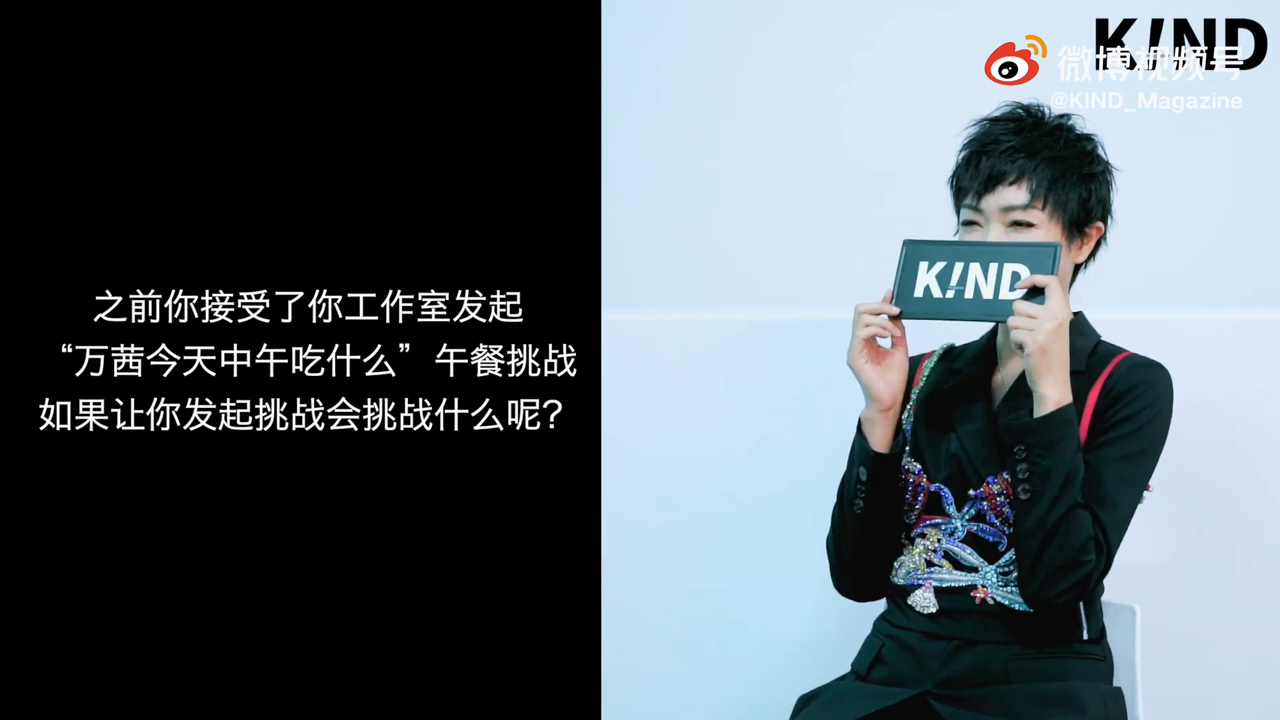 之前你接受了你工作室发起
“万茜今天中午吃什么”午餐挑战
如果让你发起挑战会挑战什么呢？
K!ND
微博视频号
@KIND_Magazine
K!ND